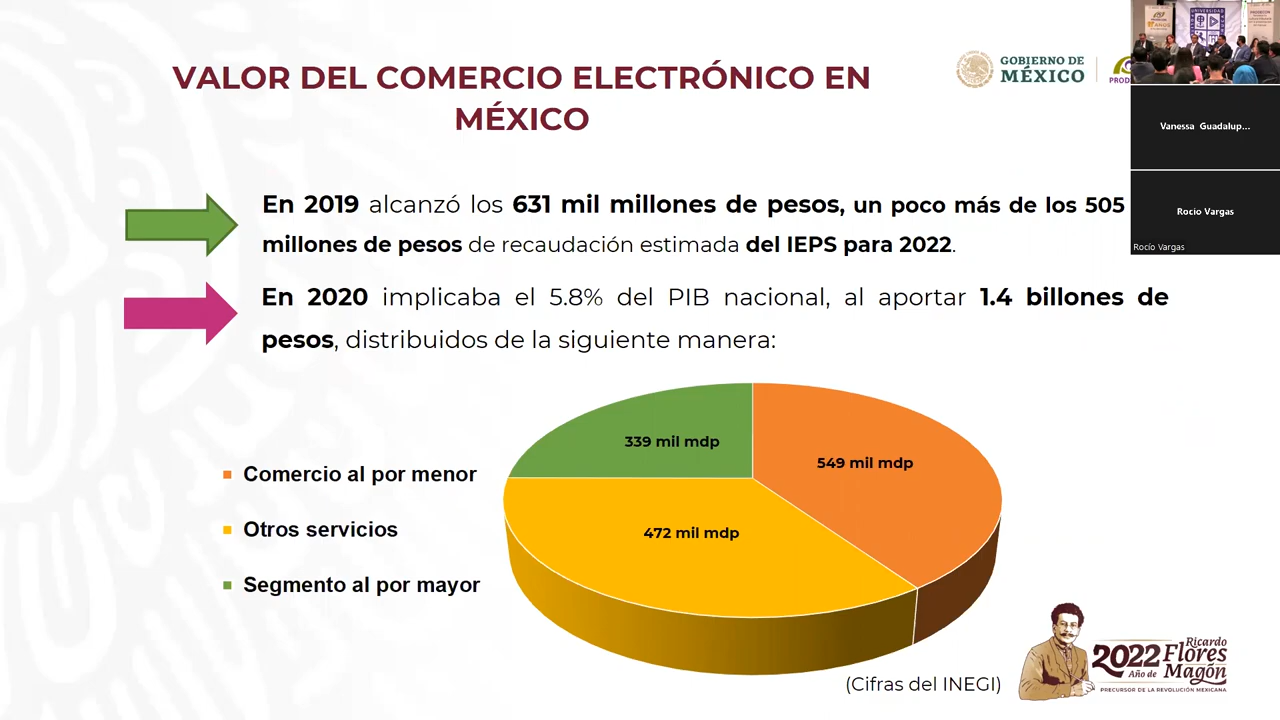 VALOR DEL COMERCIO ELECTRÓNICO EN
MÉXICO
GOBIERNO DE
MÉXICO
PROD
UNIVERSIDAD
Vanessa Guadalup...
Rocío Vargas
Rocío Vargas
En 2019 alcanzó los 631 mil millones de pesos, un poco más de los 505
millones de pesos de recaudación estimada del IEPS para 2022.
En 2020 implicaba el 5.8% del PIB nacional, al aportar 1.4 billones de
pesos, distribuidos de la siguiente manera:
Comercio al por menor
Otros servicios
Segmento al por mayor
339 mil mdp
549 mil mdp
472 mil mdp
(Cifras del INEGI)
2022
Año de
Ricardo
Flores
Magón
PRECURSOR DE LA REVOLUCIÓN MEXICANA